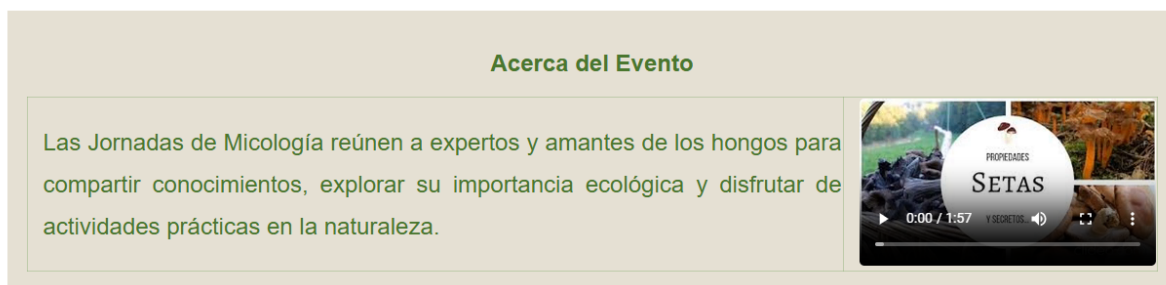 Acerca del Evento
Las Jornadas de Micología reúnen a expertos y amantes de los hongos para
compartir conocimientos, explorar su importancia ecológica y disfrutar de
actividades prácticas en la naturaleza.
PROPIEDADES
SETAS
Y SECRETOS...
0:00 / 1:57